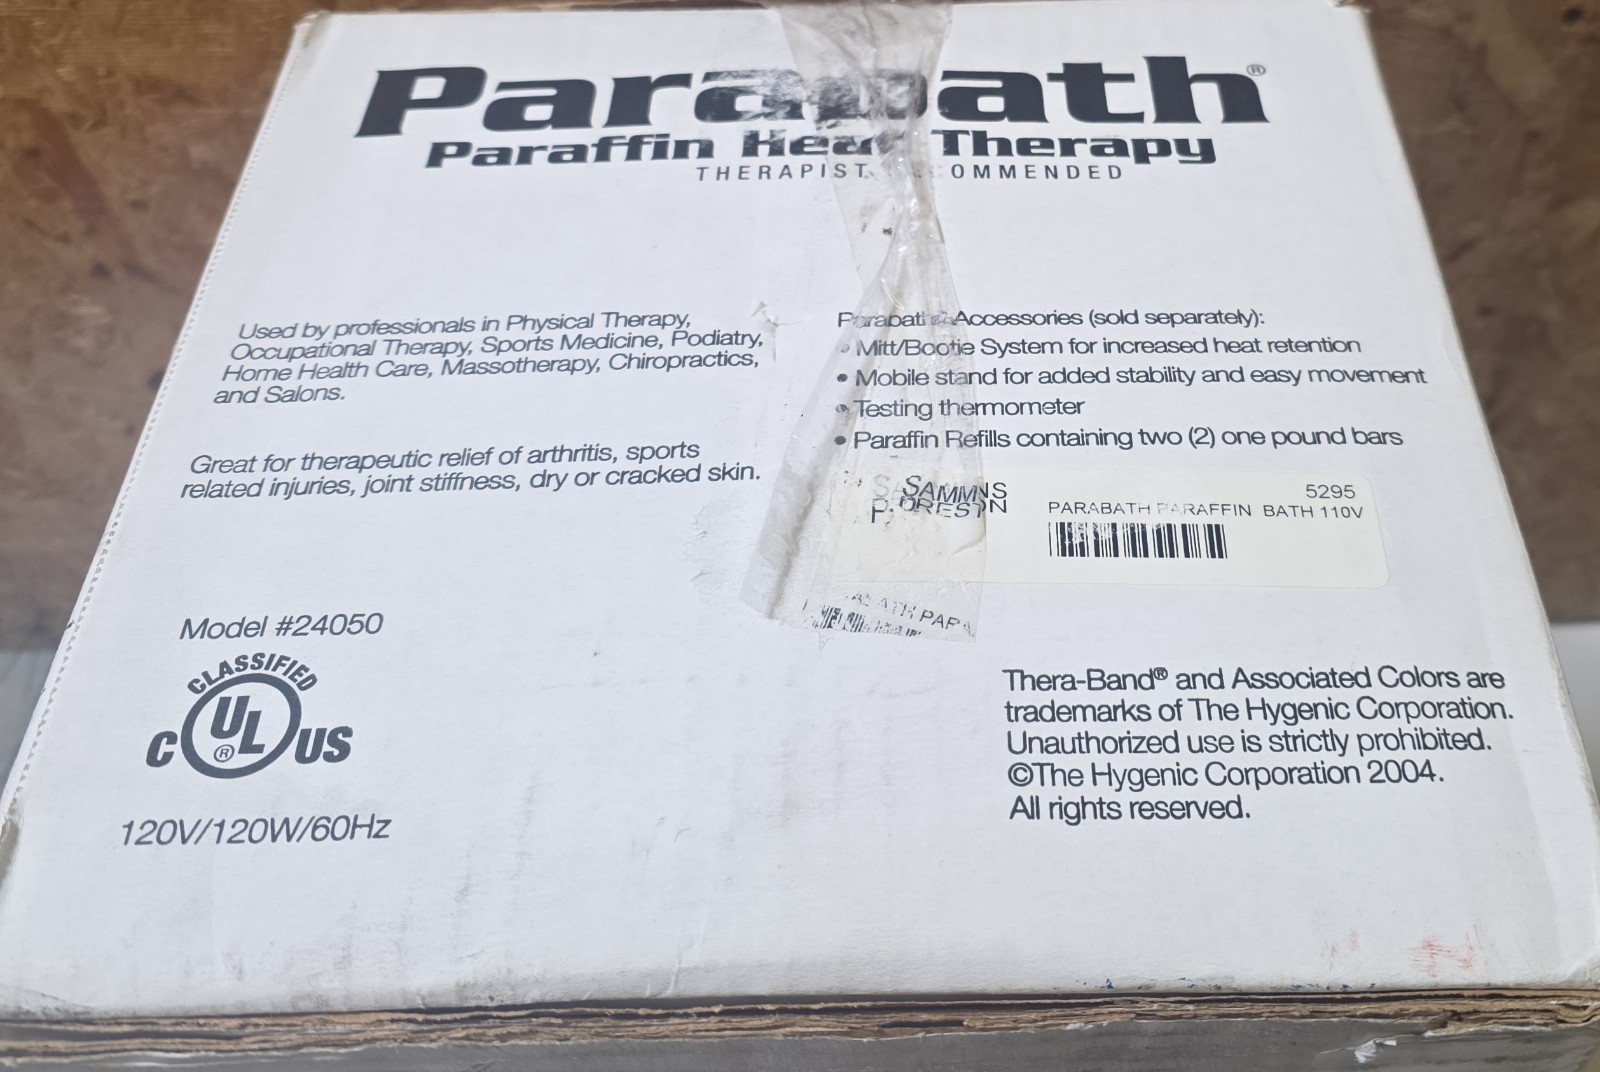 Parabath®
Paraffin Heat Therapy
THERAPIST RECOMMENDED
Used by professionals in Physical Therapy,
Occupational Therapy, Sports Medicine, Podiatry,
Home Health Care, Massotherapy, Chiropractics,
and Salons.
Great for therapeutic relief of arthritis, sports
related injuries, joint stiffness, dry or cracked skin.
Parabath Accessories (sold separately):
• Mitt/Bootie System for increased heat retention
• Mobile stand for added stability and easy movement
• Testing thermometer
• Paraffin Refills containing two (2) one pound bars
SAMMNS
5295
PARABATH PARAFFIN BATH 110V
Model #24050
CLASSIFIED
C UL® US
120V/120W/60Hz
Thera-Band® and Associated Colors are
trademarks of The Hygenic Corporation.
Unauthorized use is strictly prohibited.
©The Hygenic Corporation 2004.
All rights reserved.